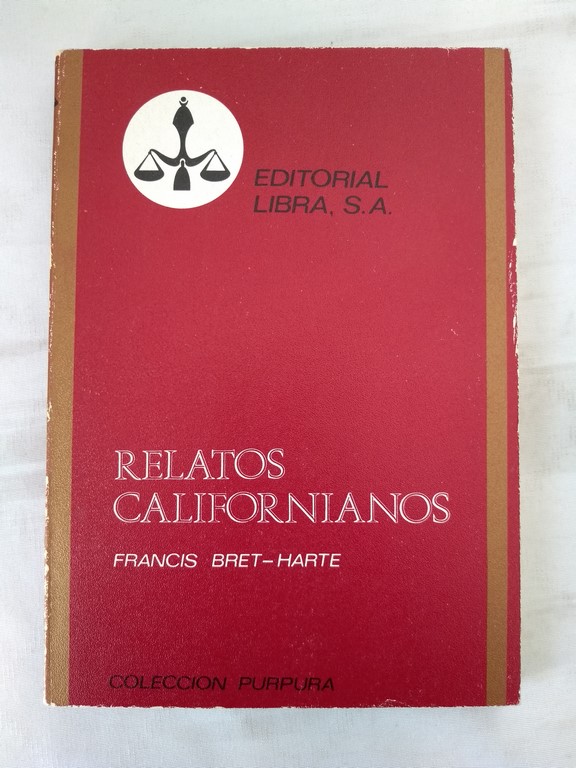 EDITORIAL
LIBRA, S.A.
RELATOS
CALIFORNIANOS
FRANCIS BRET-HARTE
COLECCION PURPURA